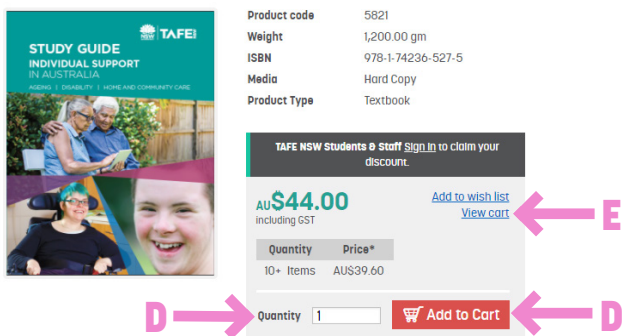 NSW TAFE
STUDY GUIDE
INDIVIDUAL SUPPORT
IN AUSTRALIA
AGEING | DISABILITY | HOME AND COMMUNITY CARE
Product code 5821
Weight 1,200.00 gm
ISBN 978-1-74236-527-5
Media Hard Copy
Product Type Textbook
TAFE NSW Students & Staff Sign In to claim your
discount.
AU$44.00
including GST
Add to wish list
View cart
E
Quantity Price*
10+ Items AU$39.60
D
Quantity 1
Add to Cart
D